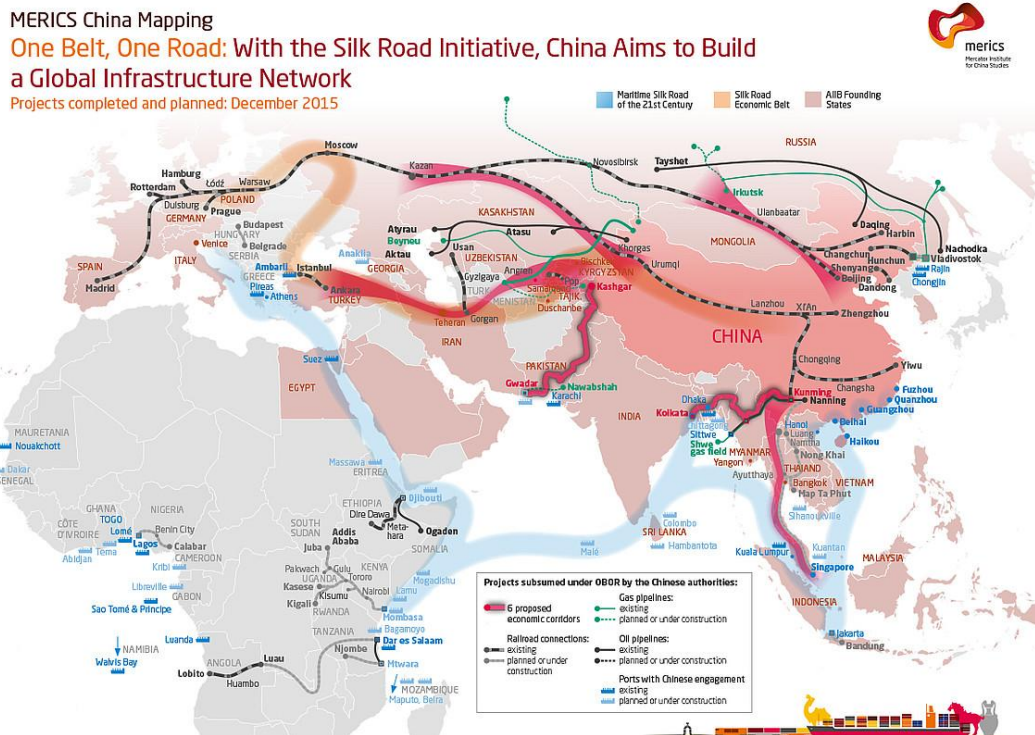 MERICS China Mapping
One Belt, One Road: With the Silk Road Initiative, China Aims to Build
a Global Infrastructure Network
Projects completed and planned: December 2015
merics
Mercator Institute
for China Studies
Maritime Silk Road
of the 21st Century
Silk Road
Economic Belt
AIIB Founding
States
Moscow
RUSSIA
Kazan
Novosibirsk
Tayshet
Hamburg
Rotterdam
Łódź
Warsaw
POLAND
Duisburg
Prague
GERMANY
Irkutsk
Ulanbaatar
KASAKHSTAN
Budapest
HUNGARY
Belgrade
SERBIA
Venice
ITALY
Atyrau
Beyneu
Aktau
Atasu
Usan
UZBEKISTAN
Khorgas
Urumqi
MONGOLIA
Daqing
Harbin
Changchun
Hunchun
Shenyang
Beijing
Dandong
Nachodka
Vladivostok
Rajin
Chongjin
Anaklia
GEORGIA
Ambarli
Istanbul
GREECE
Pireas
Athens
Ankara
TURKEY
SPAIN
Madrid
Gyzlgaya
Angren
Bischkek
KYRGYZSTAN
Pop
Samarqand
TURKMENISTAN
TAJIK.
Duschanbe
Kashgar
Teheran
Gorgan
IRAN
Lanzhou
XI'AN
Zhengzhou
CHINA
Suez
EGYPT
PAKISTAN
Gwadar
Nawabshah
Karachi
Chongqing
Yiwu
Changsha
Kunming
Nanning
Fuzhou
Quanzhou
Guangzhou
INDIA
Dhaka
Kolkata
Chittagong
Sittwe
Shwe
gas field
MYANMAR
Yangon
Hanoi
Luang
Namtha
Nong Khai
Beihai
Haikou
THAILAND
VIETNAM
Ayutthaya
Bangkok
Map Ta Phut
Sihanoukville
MAURETANIA
Nouakchott
Dakar
SENEGAL
Massawa
ERITREA
Djibouti
ETHIOPIA
Dire Dawa
Meta-
hara
Addis
Ababa
Ogaden
SOMALIA
GHANA
TOGO
NIGERIA
CÔTE
D'IVOIRE
Lomé
Benin City
Tema
Lagos
Abidjan
Calabar
CAMEROON
Kribi
SOUTH
SUDAN
Juba
Pakwach
Gulu
KENYA
UGANDA
Tororo
Kasese
Kisumu
Nairobi
Kigali
RWANDA
Lamu
Mogadishu
Mombasa
Bagamoyo
Libreville
GABON
Sao Tomé & Principe
TANZANIA
Dar es Salaam
Njombe
Mtwara
Luanda
NAMIBIA
Walvis Bay
ANGOLA
Luau
Lobito
Huambo
MOZAMBIQUE
Maputo, Beira
Colombo
SRI LANKA
Hambantota
Malé
Kuala Lumpur
Kuantan
Singapore
MALAYSIA
INDONESIA
Jakarta
Bandung
Projects subsumed under OBOR by the Chinese authorities:
6 proposed
economic corridors
Railroad connections:
existing
planned or under
construction
Gas pipelines:
existing
planned or under construction
Oil pipelines:
existing
planned or under construction
Ports with Chinese engagement
existing
planned or under construction